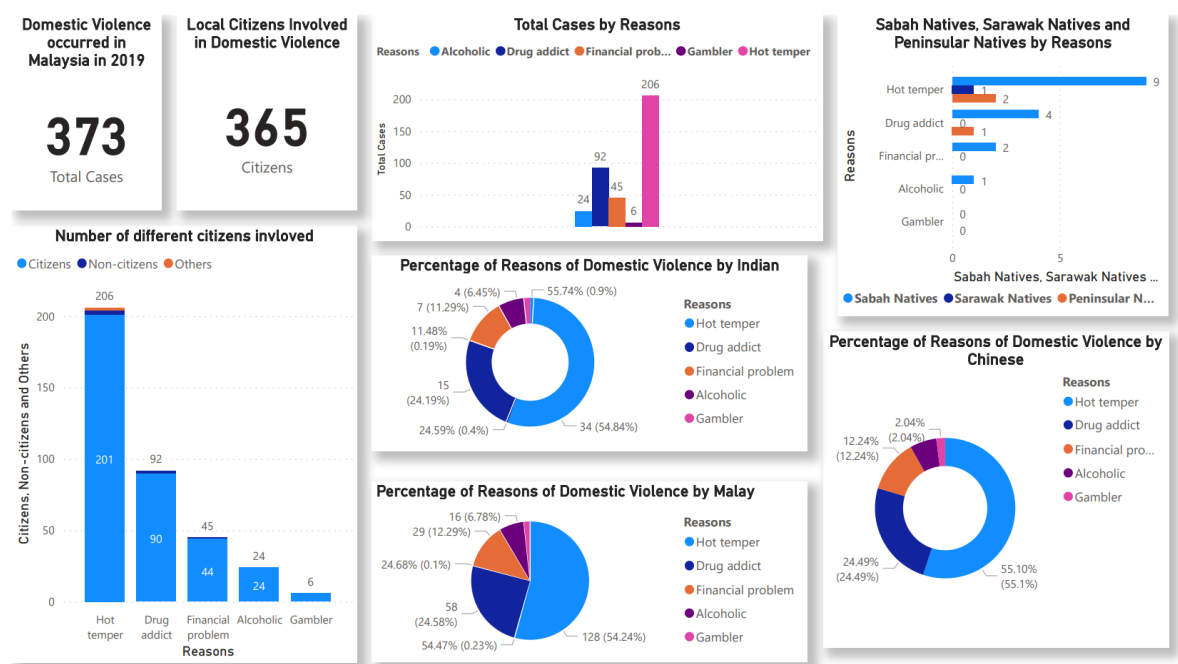 Domestic Violence
occurred in
Malaysia in 2019
373
Total Cases
Local Citizens Involved
in Domestic Violence
365
Citizens
Total Cases by Reasons
Reasons Alcoholic Drug addict Financial prob... Gambler Hot temper
Total Cases
200
150
100
50
0
24
92
45
6
206
Sabah Natives, Sarawak Natives and
Peninsular Natives by Reasons
Reasons
Hot temper
Drug addict
Financial pr...
Alcoholic
Gambler
9
1
2
4
0
1
2
0
1
0
0
0
0 5
Sabah Natives, Sarawak Natives ...
Sabah Natives Sarawak Natives Peninsular N...
Number of different citizens invloved
Citizens Non-citizens Others
Citizens, Non-citizens and Others
200
150
100
50
0
206
201
92
90
45
44
24
24
6
Hot
temper
Drug
addict
Financial
problem
Alcoholic
Gambler
Reasons
Percentage of Reasons of Domestic Violence by Indian
4 (6.45%)
7 (11.29%)
11.48%
(0.19%)
15
(24.19%)
24.59% (0.4%)
55.74% (0.9%)
34 (54.84%)
Reasons
Hot temper
Drug addict
Financial problem
Alcoholic
Gambler
Percentage of Reasons of Domestic Violence by Malay
16 (6.78%)
29 (12.29%)
24.68% (0.1%)
58
(24.58%)
54.47% (0.23%)
128 (54.24%)
Reasons
Hot temper
Drug addict
Financial problem
Alcoholic
Gambler
Percentage of Reasons of Domestic Violence by
Chinese
2.04%
(2.04%)
12.24%
(12.24%)
24.49%
(24.49%)
55.10%
(55.1%)
Reasons
Hot temper
Drug addict
Financial pro...
Alcoholic
Gambler